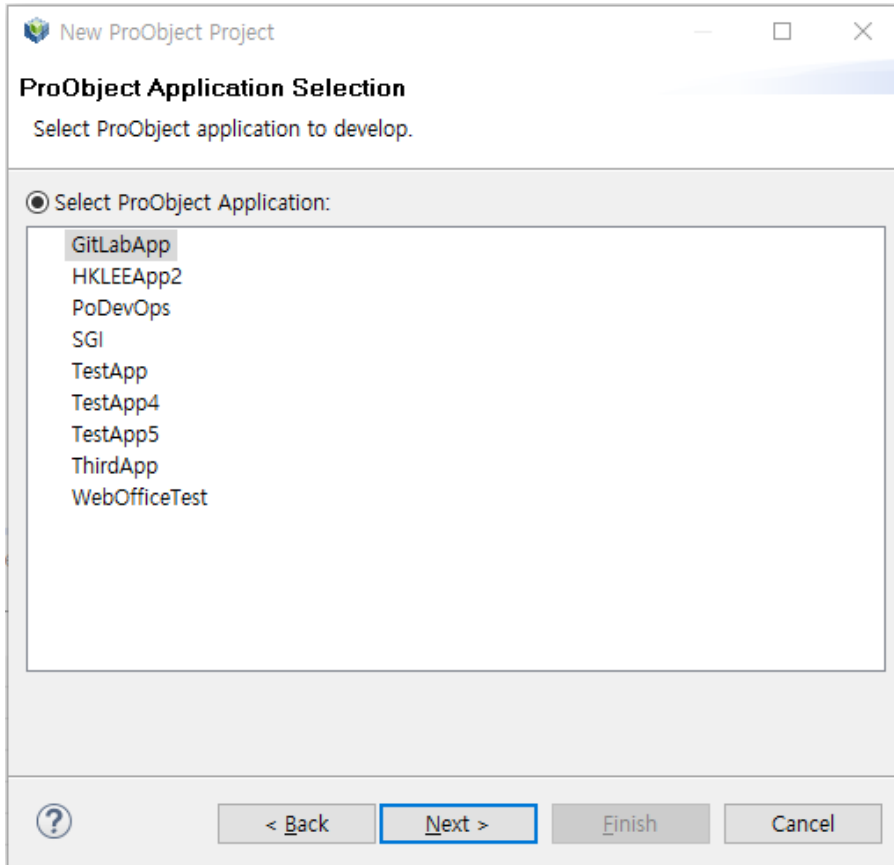 New ProObject Project
ProObject Application Selection
Select ProObject application to develop.
Select ProObject Application:
GitLabApp
HKLEEApp2
PoDevOps
SGI
TestApp
TestApp4
TestApp5
ThirdApp
WebOfficeTest
? < Back Next > Finish Cancel